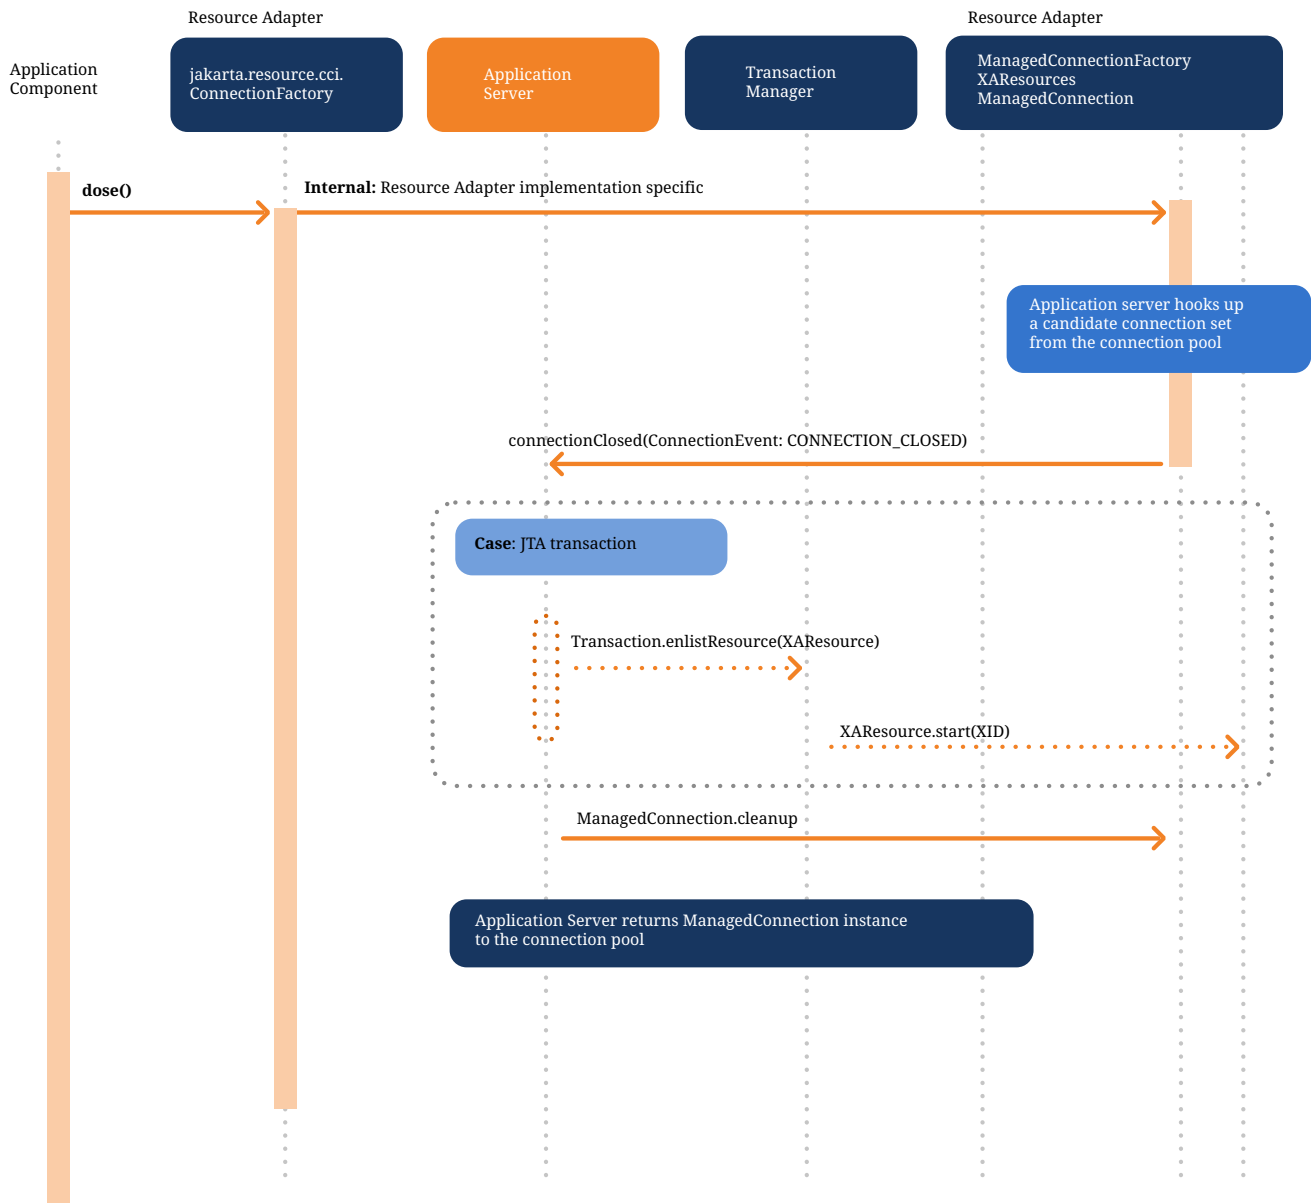 Resource Adapter
Resource Adapter
Application
Component
jakarta.resource.cci.
ConnectionFactory
Application
Server
Transaction
Manager
ManagedConnectionFactory
XAResources
ManagedConnection
dose()
Internal: Resource Adapter implementation specific
Application server hooks up
a candidate connection set
from the connection pool
connectionClosed(ConnectionEvent: CONNECTION_CLOSED)
Case: JTA transaction
Transaction.enlistResource(XAResource)
XAResource.start(XID)
ManagedConnection.cleanup
Application Server returns ManagedConnection instance
to the connection pool